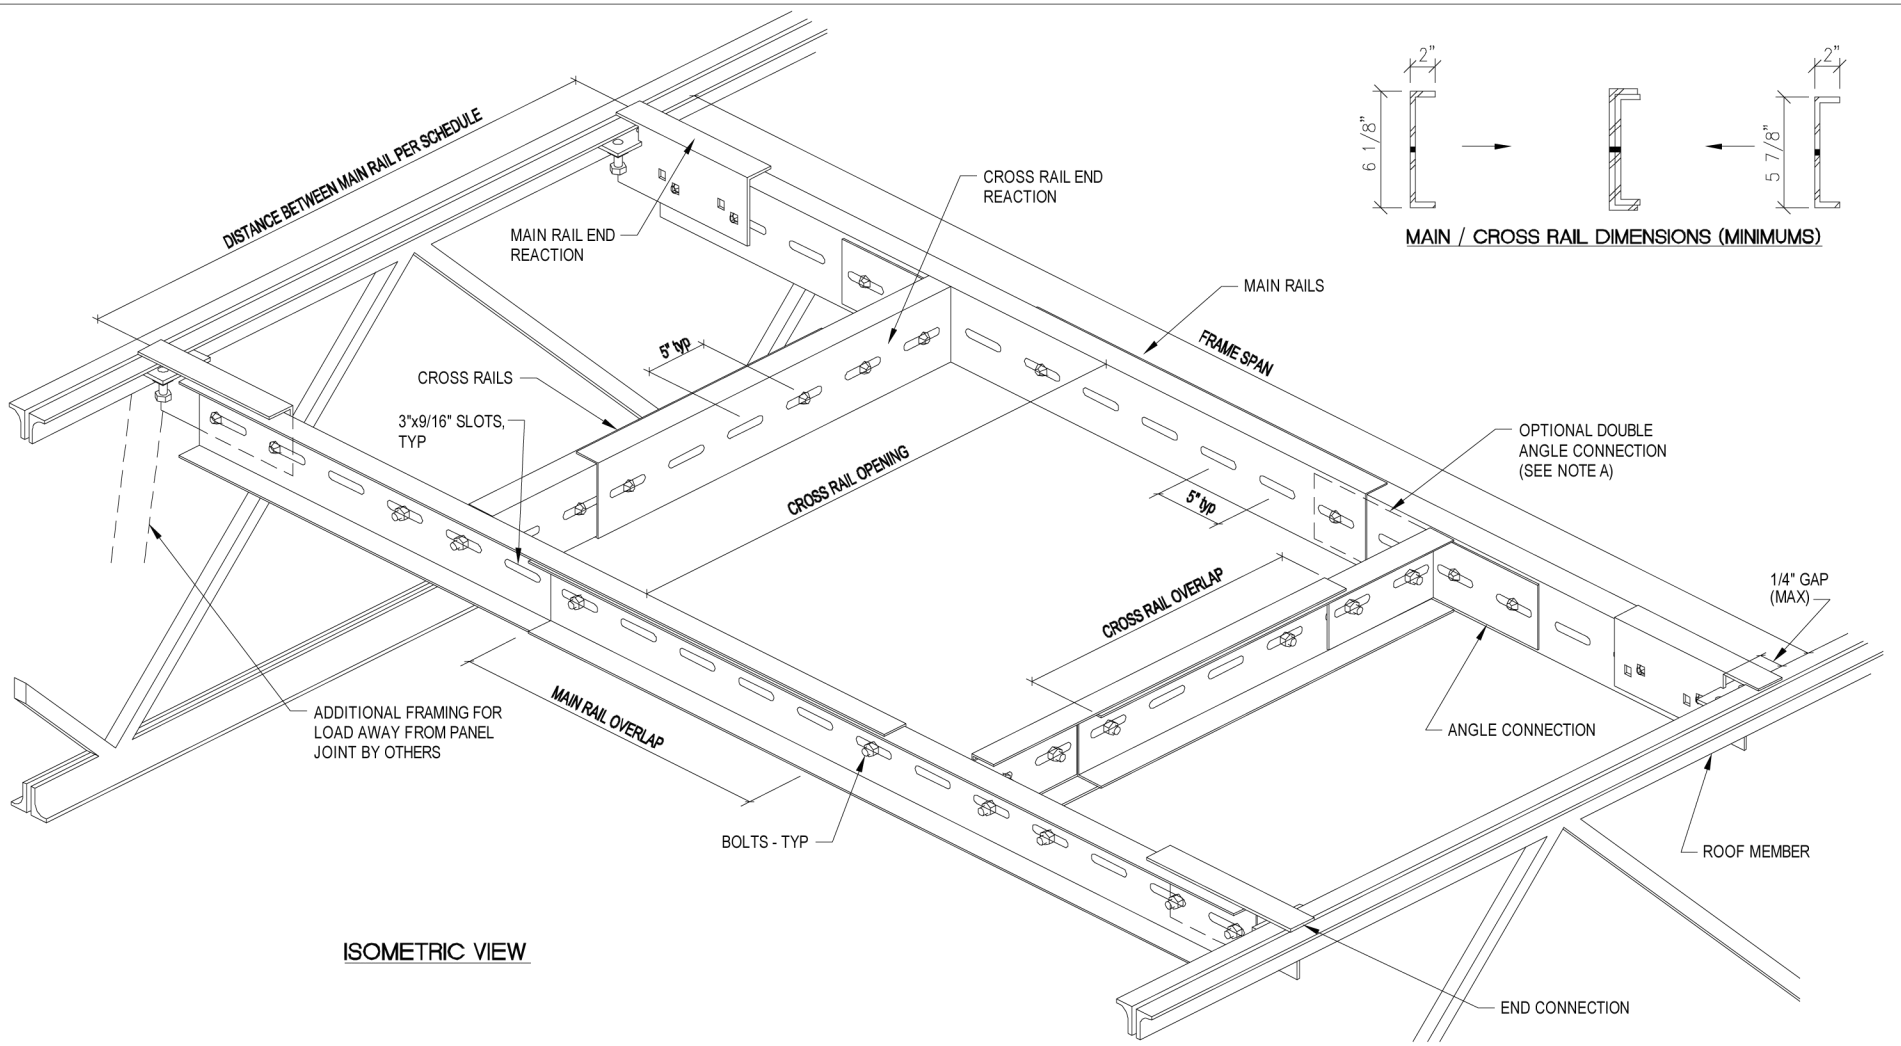 DISTANCE BETWEEN MAIN RAIL PER SCHEDULE
2"
2"
6 1/8"
5 7/8"
MAIN / CROSS RAIL DIMENSIONS (MINIMUMS)
CROSS RAIL END
REACTION
MAIN RAIL END
REACTION
MAIN RAILS
FRAME SPAN
5" typ
CROSS RAILS
3"x9/16" SLOTS,
TYP
CROSS RAIL OPENING
OPTIONAL DOUBLE
ANGLE CONNECTION
(SEE NOTE A)
5" typ
CROSS RAIL OVERLAP
1/4" GAP
(MAX)
MAIN RAIL OVERLAP
ADDITIONAL FRAMING FOR
LOAD AWAY FROM PANEL
JOINT BY OTHERS
ANGLE CONNECTION
BOLTS - TYP
ROOF MEMBER
ISOMETRIC VIEW
END CONNECTION